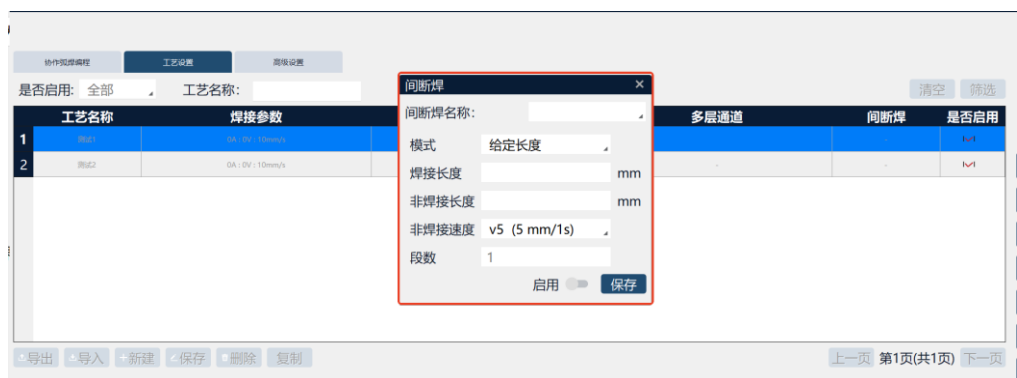 协作弧焊编程 工艺设置 高级设置
是否启用: 全部 工艺名称: 清空 筛选
间断焊 ×
间断焊名称:
模式 给定长度
焊接长度 mm
非焊接长度 mm
非焊接速度 v5 (5 mm/1s)
段数 1
启用 保存
工艺名称 焊接参数 多层通道 间断焊 是否启用
1 测试1 0A : 0V : 10mm/s -
2 测试2 0A : 0V : 10mm/s - -
导出 导入 新建 保存 删除 复制 上一页 第1页(共1页) 下一页